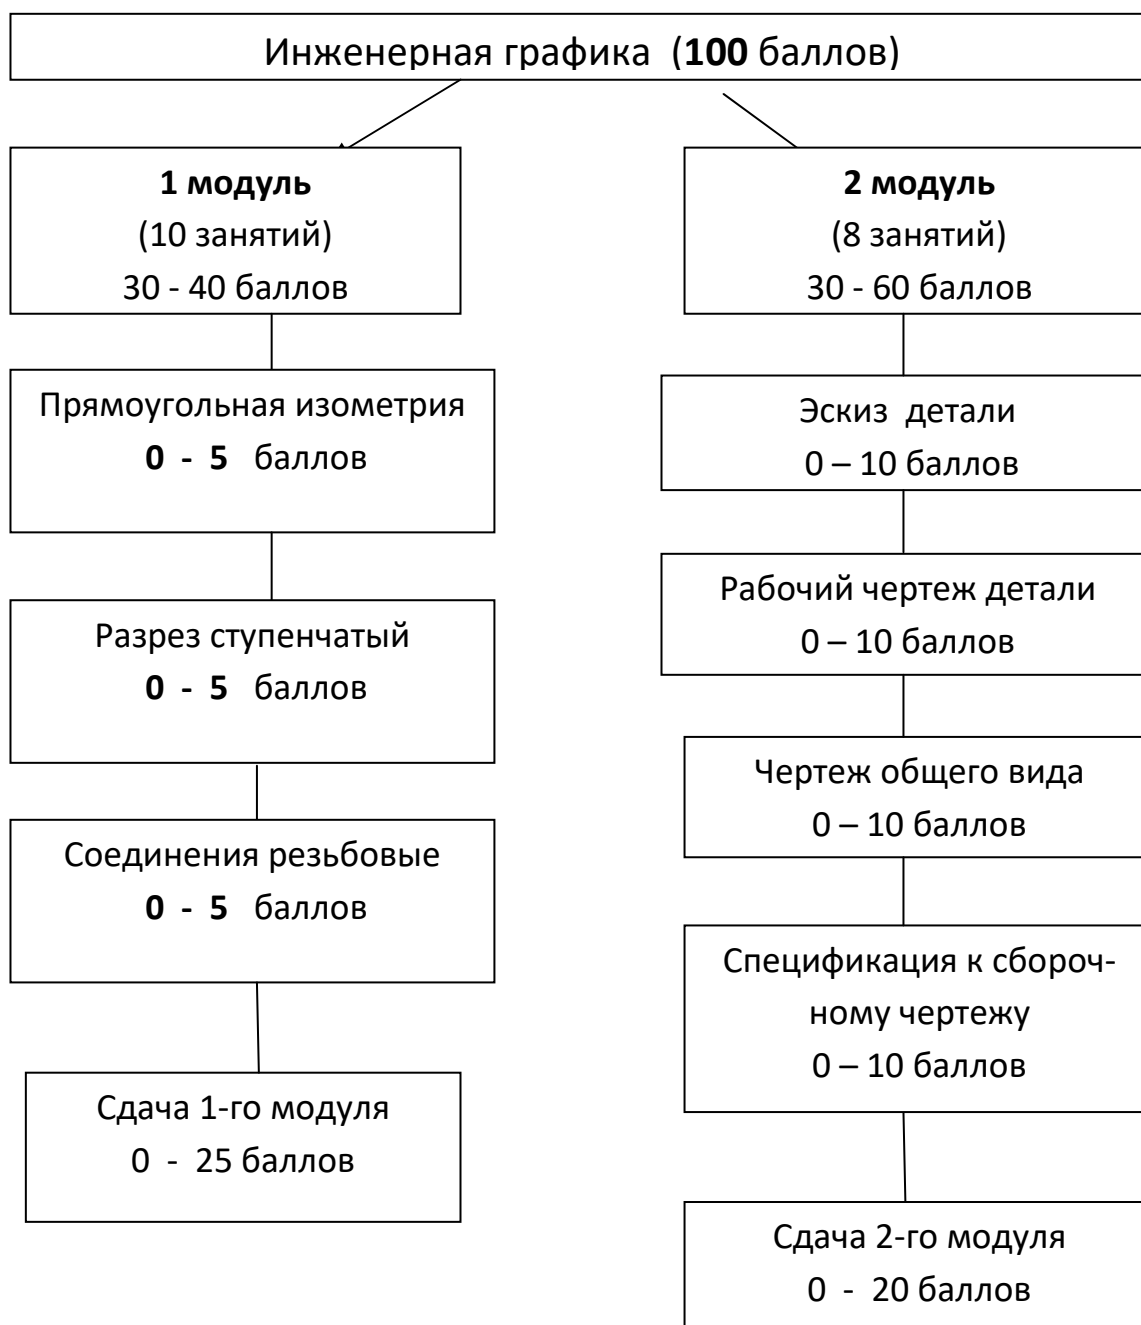 Инженерная графика (100 баллов)
1 модуль
(10 занятий)
30 - 40 баллов
Прямоугольная изометрия
0 - 5 баллов
Разрез ступенчатый
0 - 5 баллов
Соединения резьбовые
0 - 5 баллов
Сдача 1-го модуля
0 - 25 баллов
2 модуль
(8 занятий)
30 - 60 баллов
Эскиз детали
0 – 10 баллов
Рабочий чертеж детали
0 – 10 баллов
Чертеж общего вида
0 – 10 баллов
Спецификация к сбороч-
ному чертежу
0 – 10 баллов
Сдача 2-го модуля
0 - 20 баллов